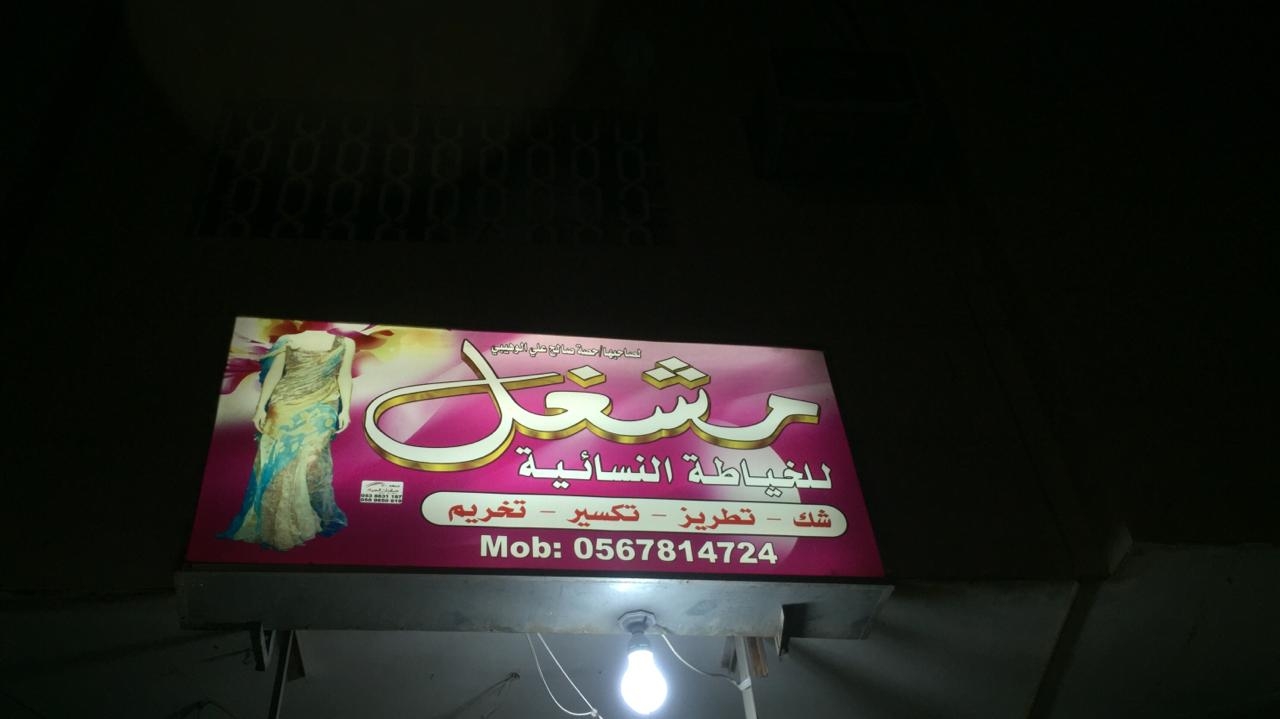 لصاحبها/حصة صالح علي الوهيبي
مشغل
للخياطة النسائية
شك - تطريز - تكسير - تخريم
Mob: 0567814724